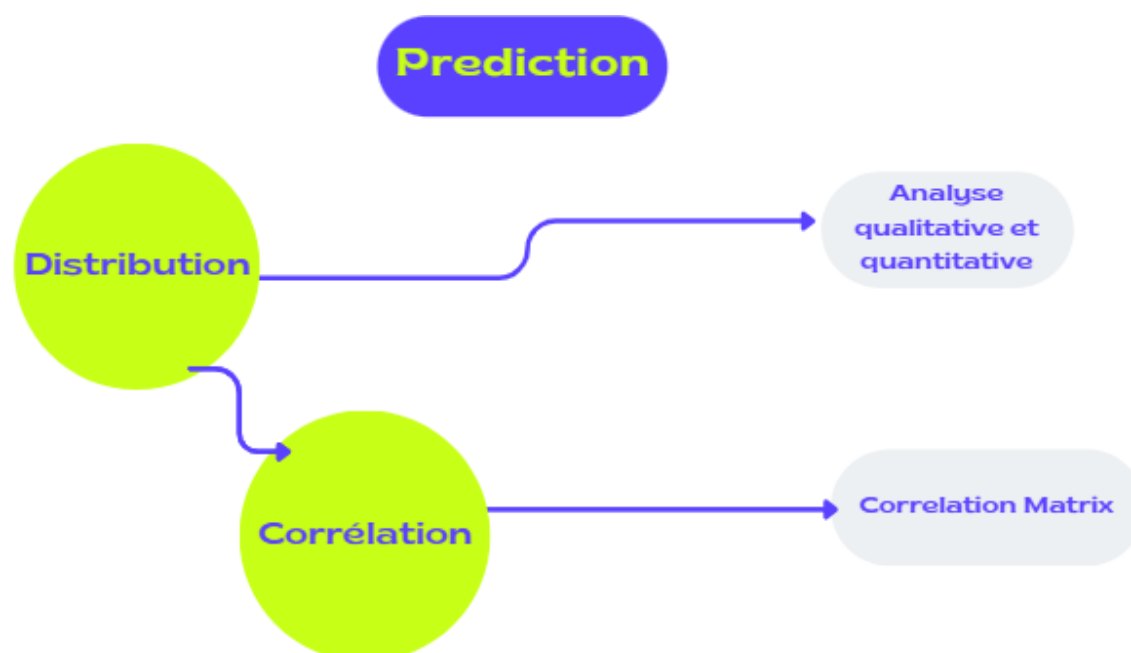 Prediction
Distribution
Analyse
qualitative et
quantitative
Corrélation
Correlation Matrix